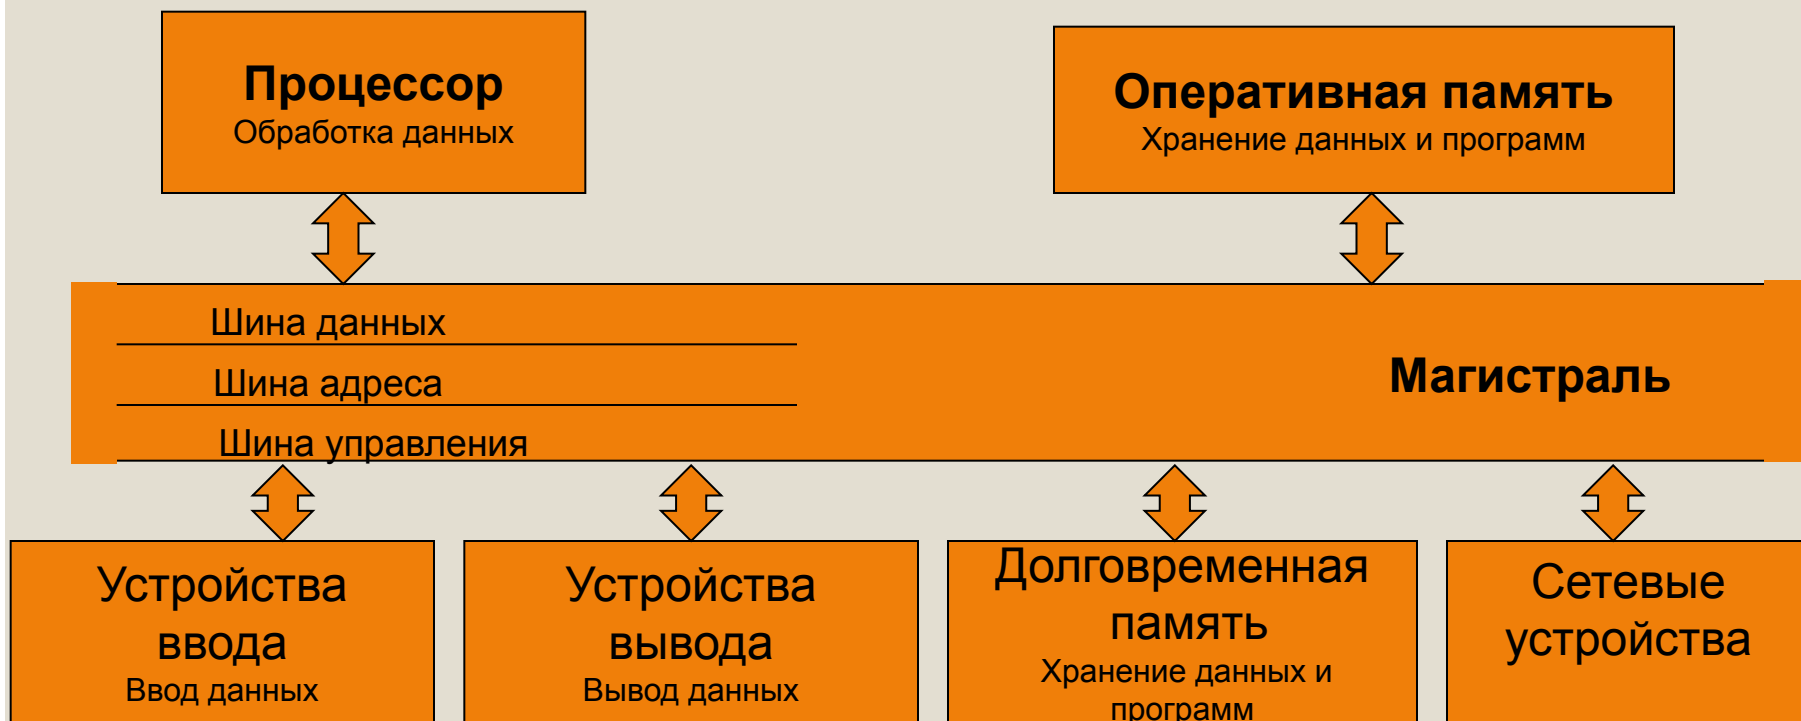 Процессор
Обработка данных
Оперативная память
Хранение данных и программ
Шина данных
Шина адреса
Шина управления
Магистраль
Устройства
ввода
Ввод данных
Устройства
вывода
Вывод данных
Долговременная
память
Хранение данных и
программ
Сетевые
устройства